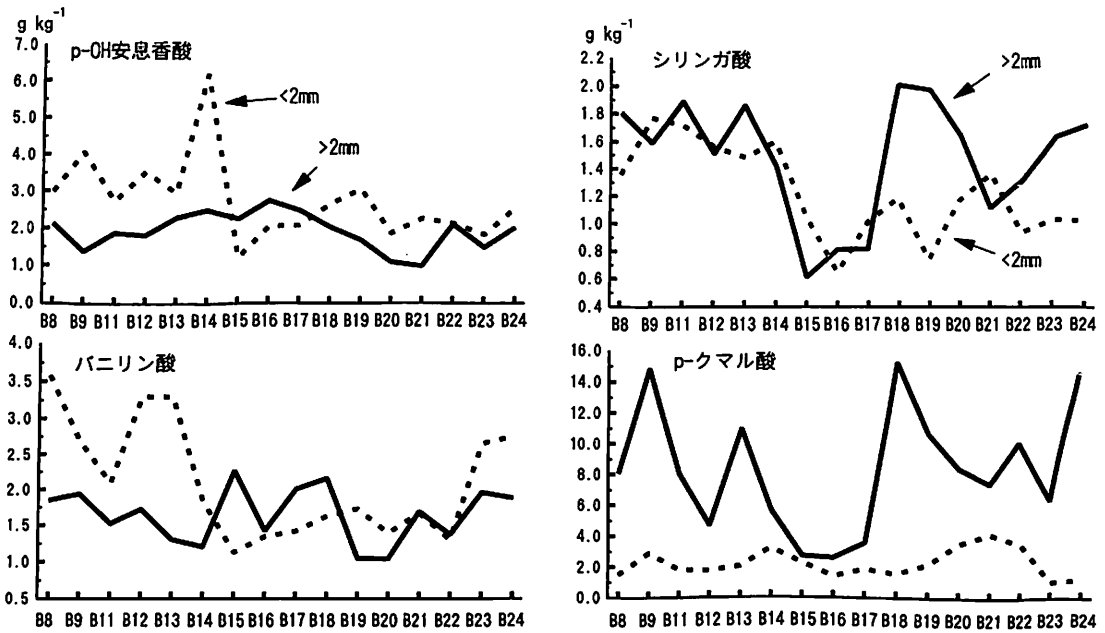 g kg⁻¹
p-OH安息香酸
7.0
6.0
5.0
4.0
3.0
2.0
1.0
0.0
<2mm
>2mm
B8 B9 B11 B12 B13 B14 B15 B16 B17 B18 B19 B20 B21 B22 B23 B24
g kg⁻¹
シリンガ酸
2.2
2.0
1.8
1.6
1.4
1.2
1.0
0.8
0.6
0.4
>2mm
<2mm
B8 B9 B11 B12 B13 B14 B15 B16 B17 B18 B19 B20 B21 B22 B23 B24
バニリン酸
4.0
3.5
3.0
2.5
2.0
1.5
1.0
0.5
B8 B9 B11 B12 B13 B14 B15 B16 B17 B18 B19 B20 B21 B22 B23 B24
p-クマル酸
16.0
14.0
12.0
10.0
8.0
6.0
4.0
2.0
0.0
B8 B9 B11 B12 B13 B14 B15 B16 B17 B18 B19 B20 B21 B22 B23 B24